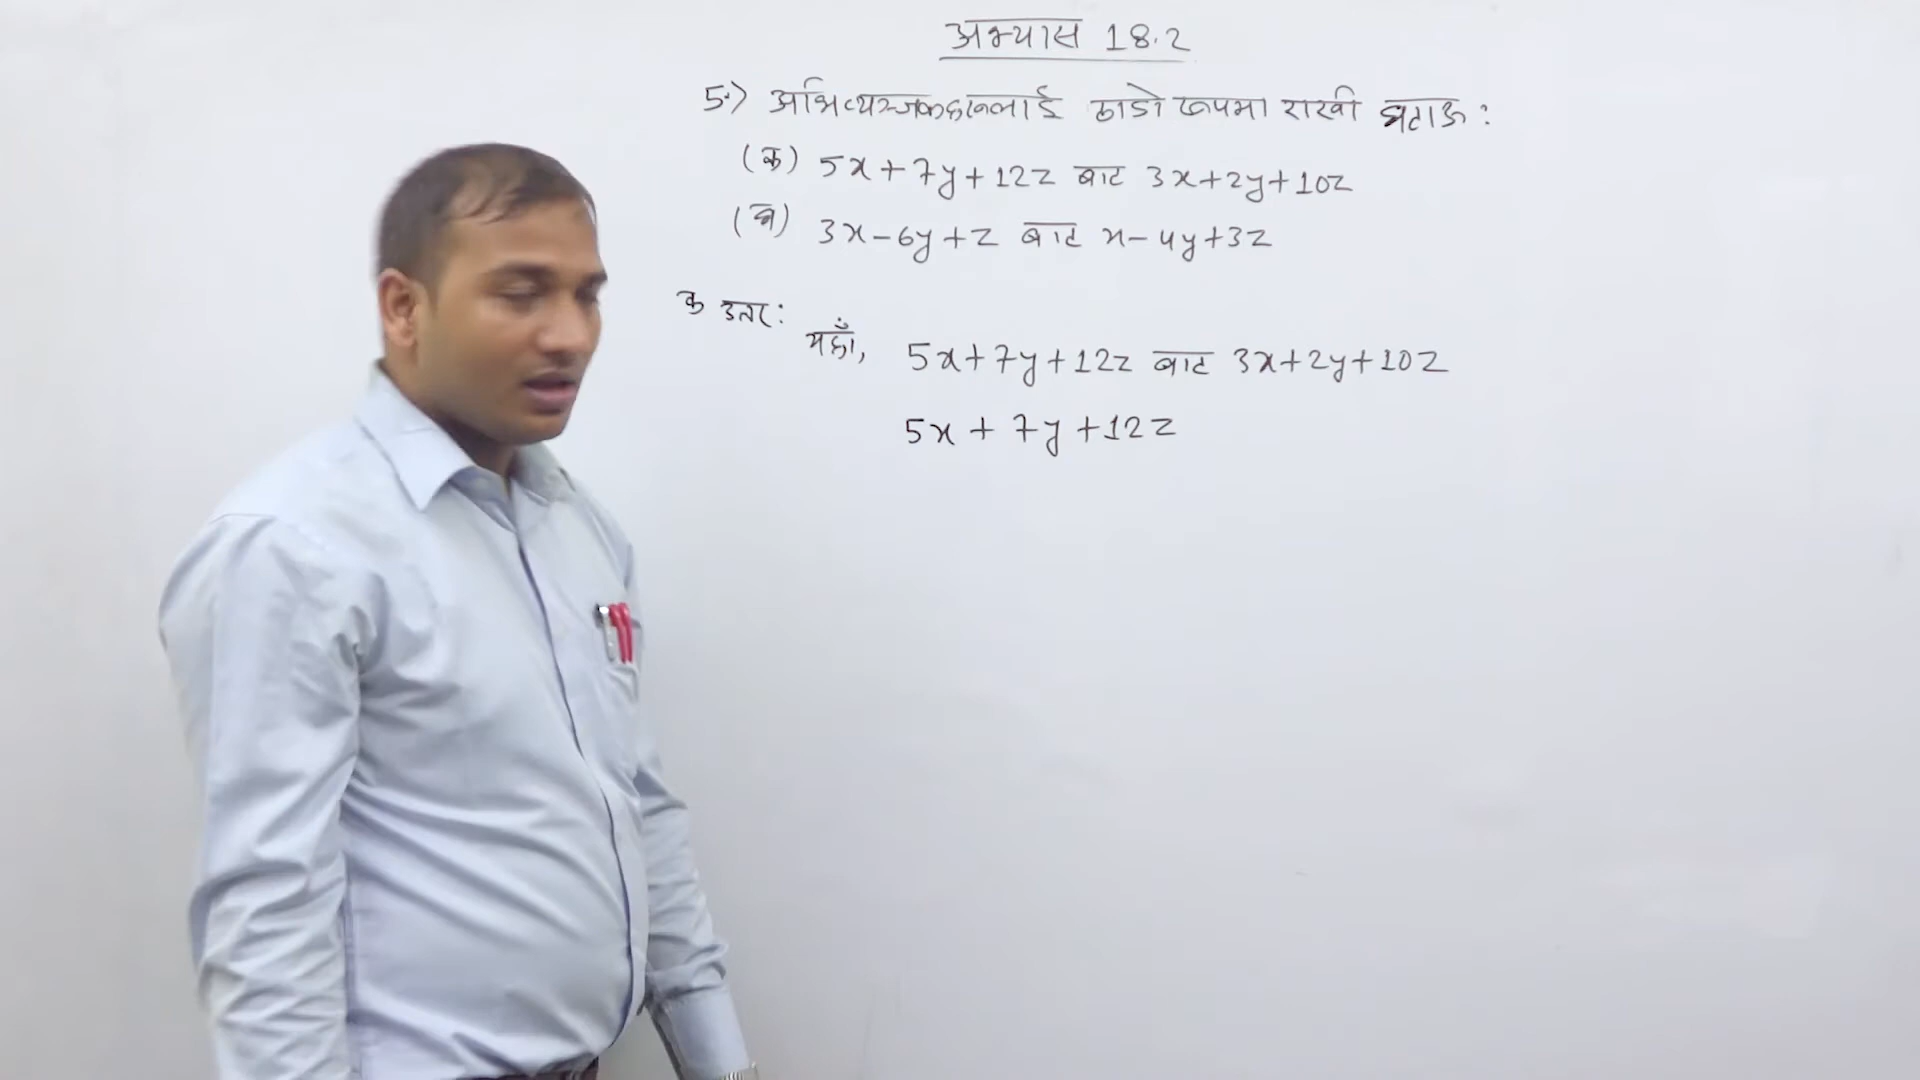 अभ्यास 18.2
5.) अभिव्यञ्जकहरूलाई ठाडो रूपमा राखी घटाऊ :
(क) 5x + 7y + 12z बाट 3x + 2y + 10z
(ख) 3x - 6y + z बाट x - 4y + 3z
क उत्तर :
यहाँ, 5x + 7y + 12z बाट 3x + 2y + 10z
5x + 7y + 12z